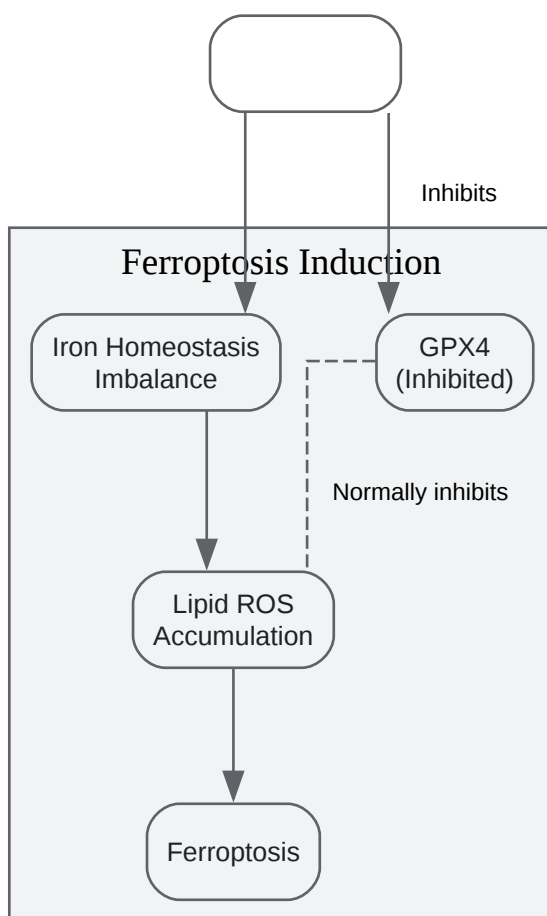 Inhibits
Ferroptosis Induction
Iron Homeostasis
Imbalance
GPX4
(Inhibited)
Normally inhibits
Lipid ROS
Accumulation
Ferroptosis